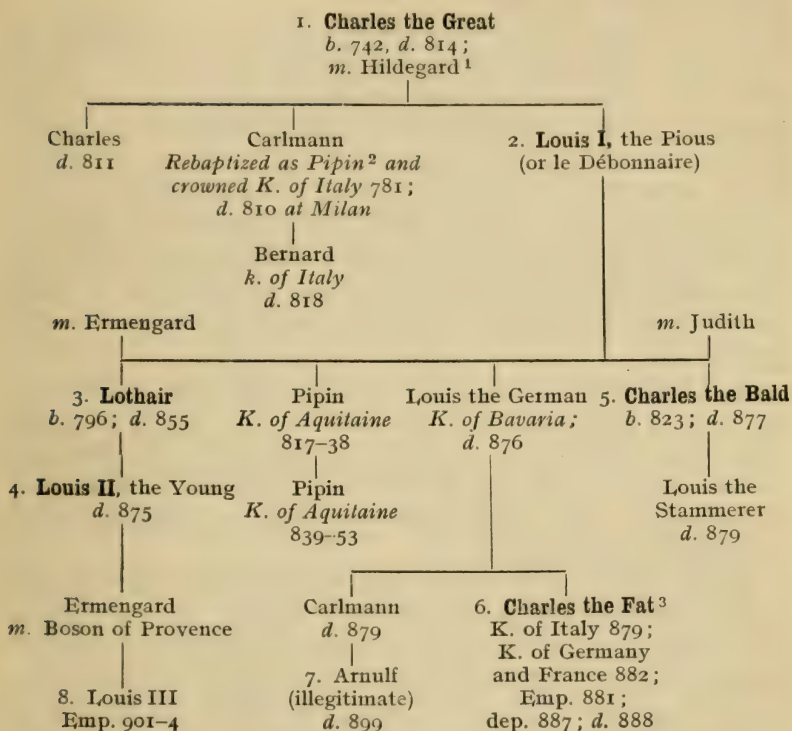 1. Charles the Great
b. 742, d. 814;
m. Hildegard ¹
Charles
d. 811
Carlmann
Rebaptized as Pipin ² and
crowned K. of Italy 781;
d. 810 at Milan
2. Louis I, the Pious
(or le Débonnaire)
Bernard
k. of Italy
d. 818
m. Ermengard
m. Judith
3. Lothair
b. 796; d. 855
Pipin
K. of Aquitaine
817-38
Louis the German
K. of Bavaria;
d. 876
5. Charles the Bald
b. 823; d. 877
4. Louis II, the Young
d. 875
Pipin
K. of Aquitaine
839-53
Louis the
Stammerer
d. 879
Ermengard
m. Boson of Provence
Carlmann
d. 879
6. Charles the Fat ³
K. of Italy 879;
K. of Germany
and France 882;
Emp. 881;
dep. 887; d. 888
8. Louis III
Emp. 901-4
7. Arnulf
(illegitimate)
d. 899